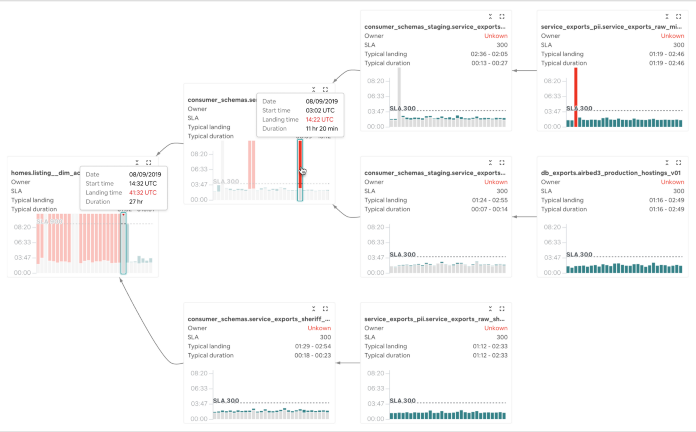 consumer_schemas_staging.service_exports...
Owner Unkown
SLA 300
Typical landing 02:36 - 02:05
Typical duration 00:13 - 00:27
08:20
06:33
03:47
00:00
SLA 300
service_exports_pii.service_exports_raw_mi...
Owner Unkown
SLA 300
Typical landing 01:19 - 02:46
Typical duration 01:19 - 02:46
08:20
06:33
03:47
00:00
SLA 300
consumer_schemas.se
Owner
SLA
Typical landing
Typical duration
08:20
06:33
03:47
00:00
SLA 300
Date 08/09/2019
Start time 03:02 UTC
Landing time 14:22 UTC
Duration 11 hr 20 min
homes.listing__dim_ac
Owner
SLA
Typical landing
Typical duration
08:20
06:33
03:47
00:00
Date 08/09/2019
Start time 14:32 UTC
Landing time 41:32 UTC
Duration 27 hr
consumer_schemas_staging.service_exports...
Owner Unkown
SLA 300
Typical landing 01:24 - 02:55
Typical duration 00:07 - 00:14
08:20
06:33
03:47
00:00
SLA 300
db_exports.airbed3_production_hostings_v01
Owner Unkown
SLA 300
Typical landing 01:16 - 02:49
Typical duration 01:16 - 02:49
08:20
06:33
03:47
00:00
SLA 300
consumer_schemas.service_exports_sheriff_...
Owner Unkown
SLA 300
Typical landing 01:29 - 02:54
Typical duration 00:18 - 00:23
08:20
06:33
03:47
00:00
SLA 300
service_exports_pii.service_exports_raw_sh...
Owner Unkown
SLA 300
Typical landing 01:12 - 02:33
Typical duration 01:12 - 02:33
08:20
06:33
03:47
00:00
SLA 300